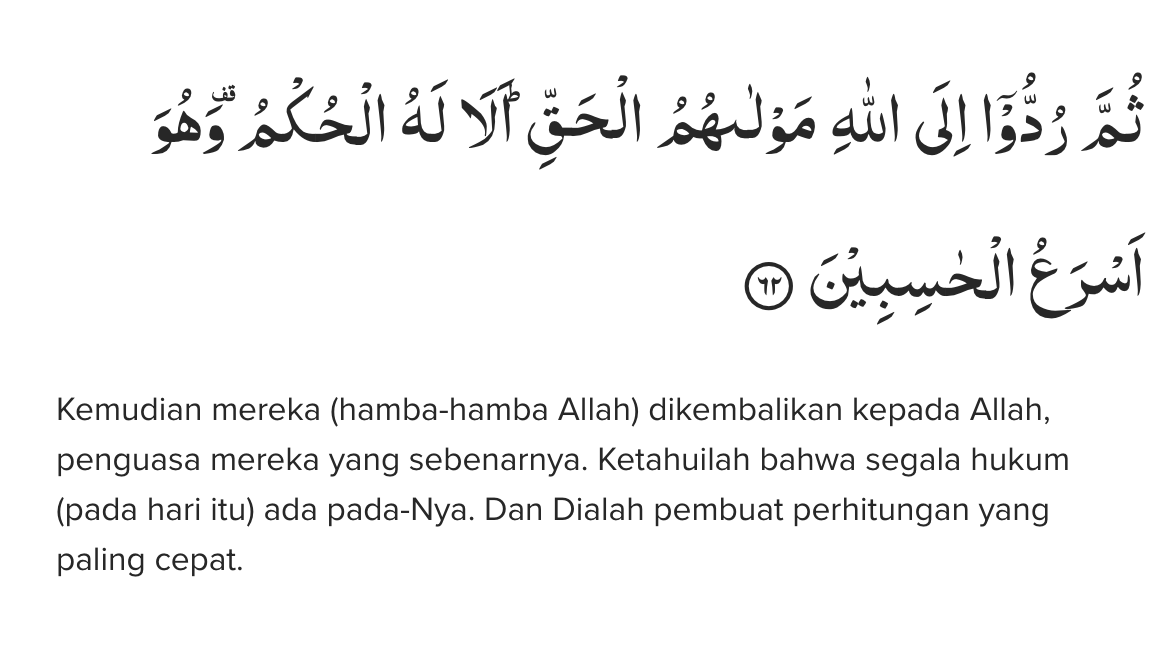 ثُمَّ رُدُّوْٓا اِلَى اللّٰهِ مَوْلٰىهُمُ الْحَقِّۗ اَلَا لَهُ الْحُكْمُ ۗوَهُوَ
اَسْرَعُ الْحٰسِبِيْنَ ٦٢
Kemudian mereka (hamba-hamba Allah) dikembalikan kepada Allah,
penguasa mereka yang sebenarnya. Ketahuilah bahwa segala hukum
(pada hari itu) ada pada-Nya. Dan Dialah pembuat perhitungan yang
paling cepat.